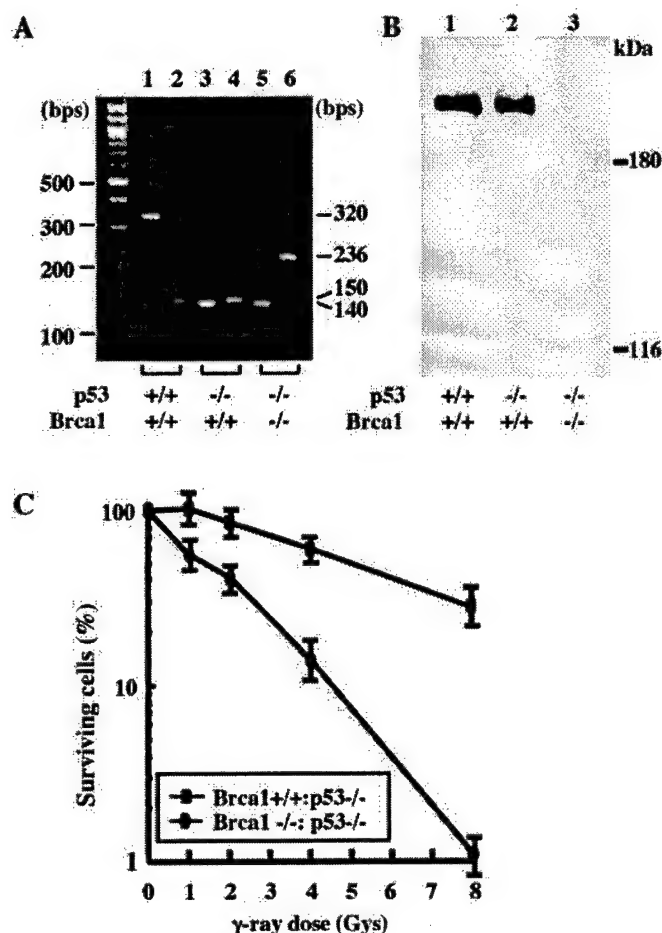 A
1 2 3 4 5 6
(bps)
(bps)
500
300
200
100
320
236
150
140
p53 +/+ -/- -/-
Brca1 +/+ +/+ -/-
B
1 2 3
kDa
180
116
p53 +/+ -/- -/-
Brca1 +/+ +/+ -/-
C
100
10
1
Surviving cells (%)
Brca1+/+:p53-/-
Brca1 -/-: p53-/-
0 1 2 3 4 5 6 7 8
γ-ray dose (Gys)